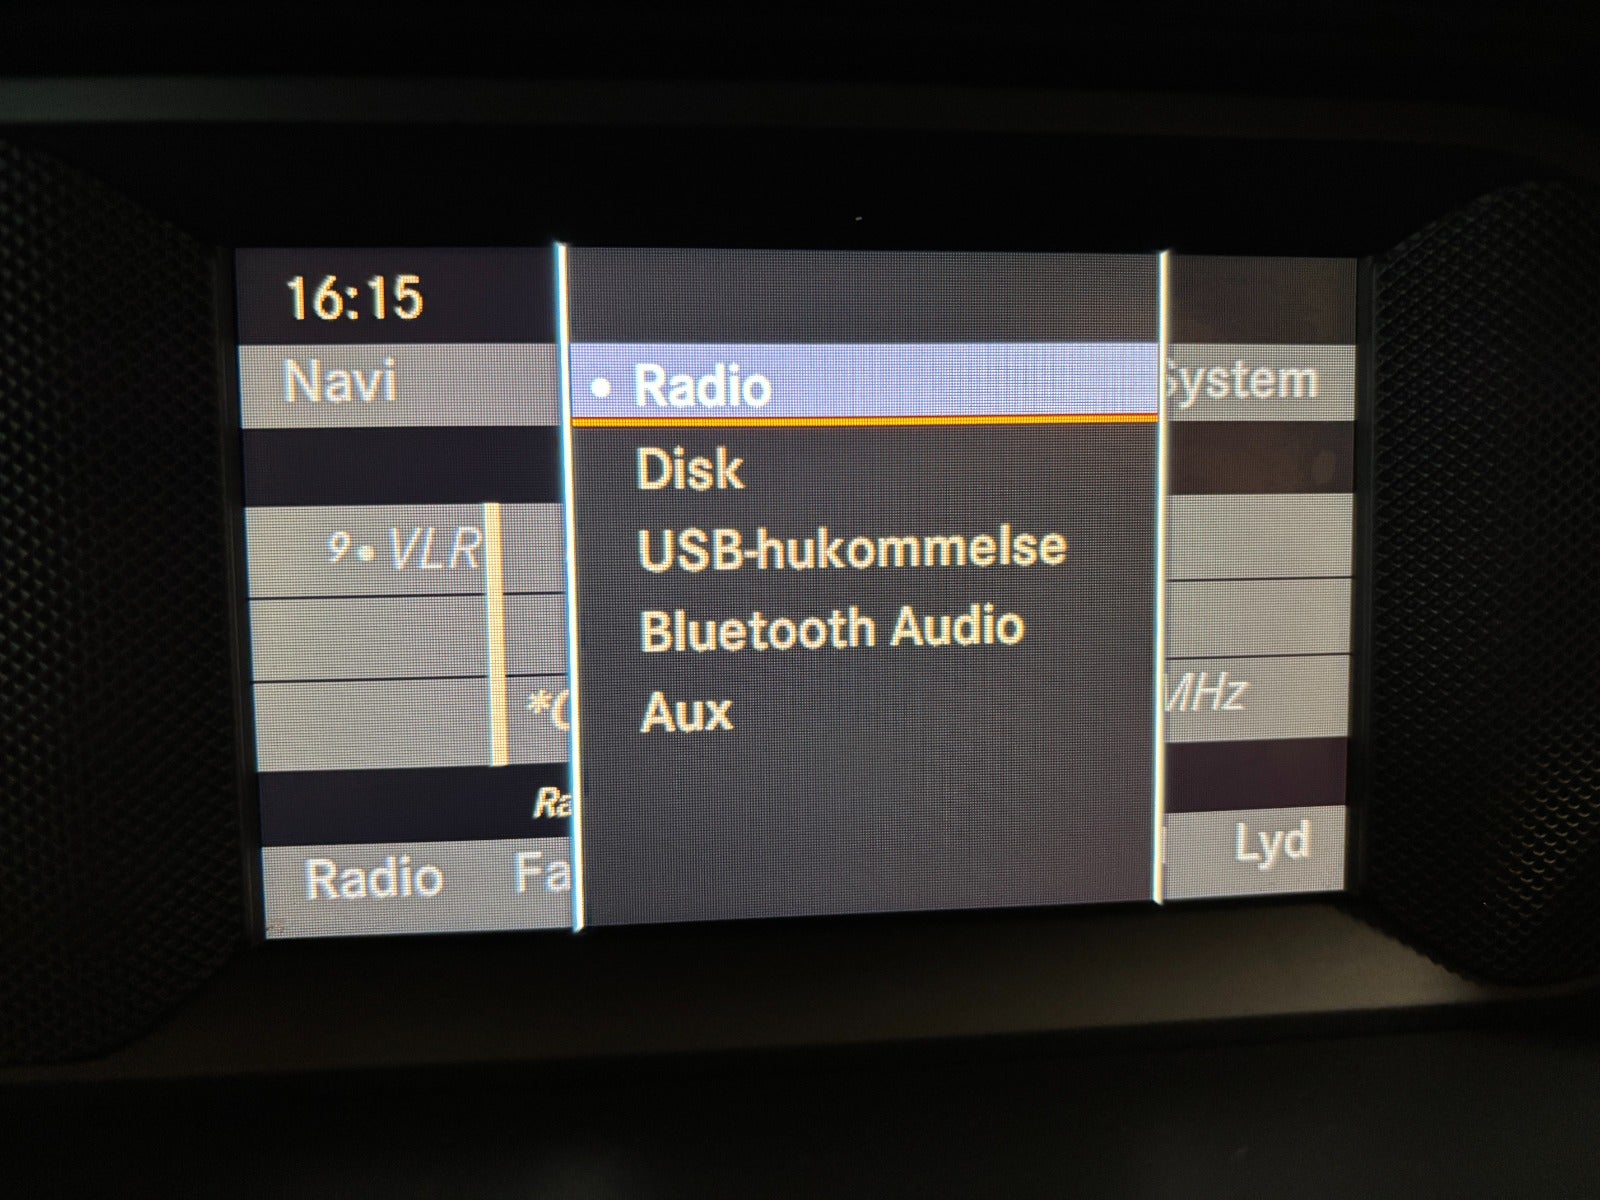 16:15
Navi
System
• Radio
Disk
USB-hukommelse
Bluetooth Audio
Aux
9 • VLR
MHz
Radio
Lyd